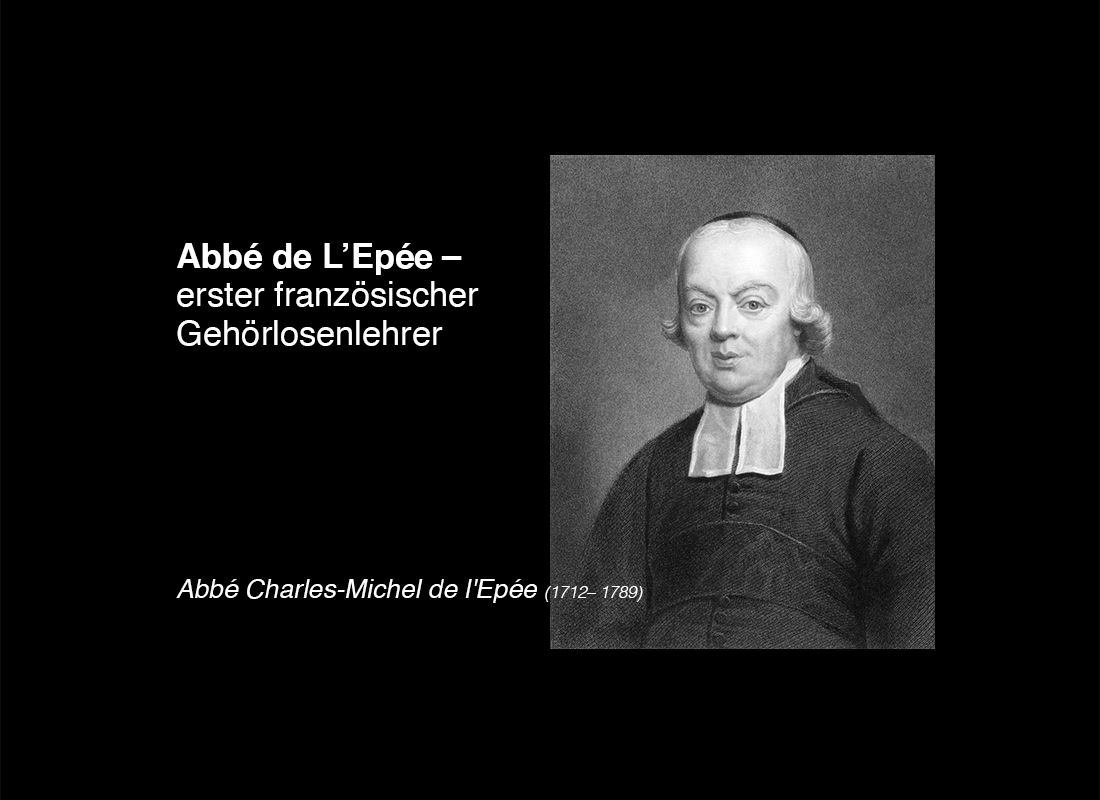 Abbé de L’Epée –
erster französischer
Gehörlosenlehrer
Abbé Charles-Michel de l'Epée (1712– 1789)